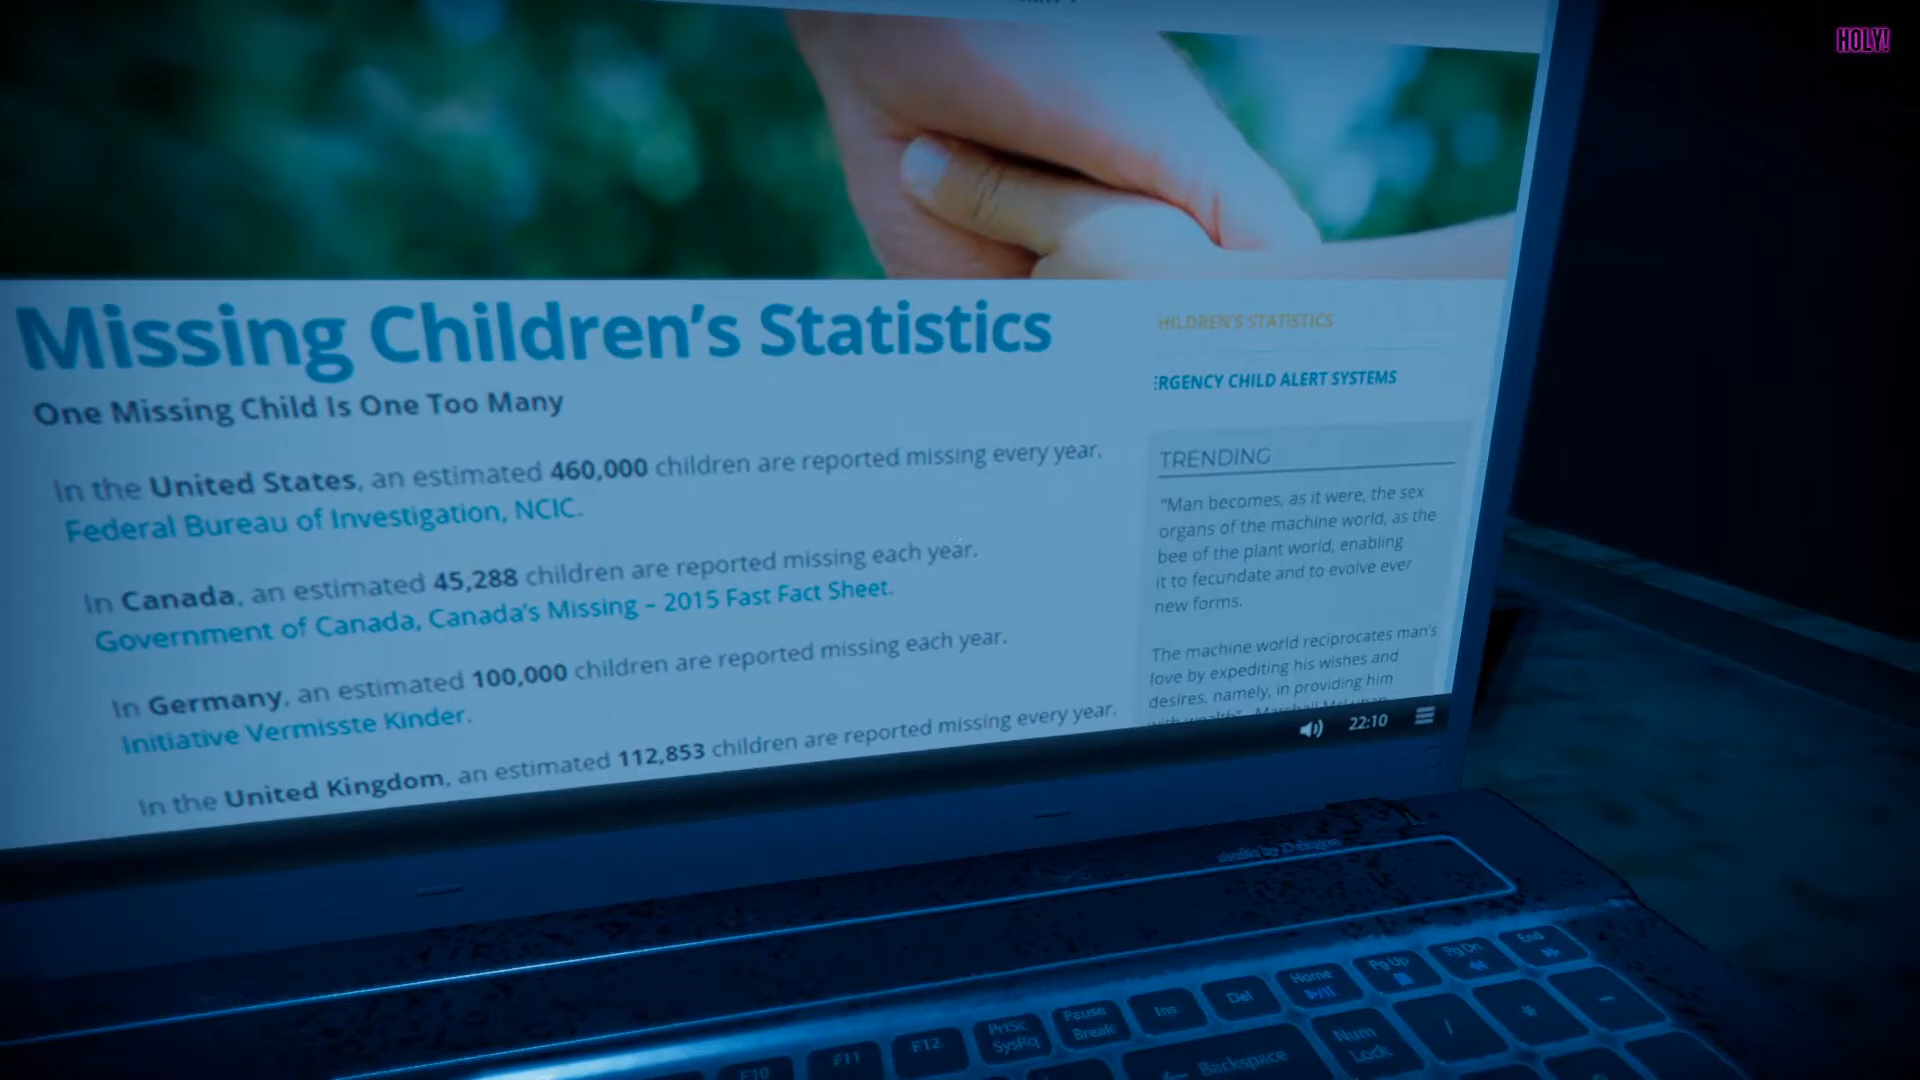 HOLY!
Missing Children's Statistics
One Missing Child Is One Too Many
In the United States, an estimated 460,000 children are reported missing every year.
Federal Bureau of Investigation, NCIC.
In Canada, an estimated 45,288 children are reported missing each year.
Government of Canada, Canada's Missing – 2015 Fast Fact Sheet.
In Germany, an estimated 100,000 children are reported missing each year.
Initiative Vermisste Kinder.
In the United Kingdom, an estimated 112,853 children are reported missing every year.
HILDREN'S STATISTICS
ERGENCY CHILD ALERT SYSTEMS
TRENDING
"Man becomes, as it were, the sex
organs of the machine world, as the
bee of the plant world, enabling
it to fecundate and to evolve ever
new forms.
The machine world reciprocates man's
love by expediting his wishes and
desires, namely, in providing him
22:10
F10
F11
F12
PrtSc
SysRq
Pause
Break
Ins
Del
Home
Pg Up
Pg Dn
End
Backspace
Num
Lock
/
*
-